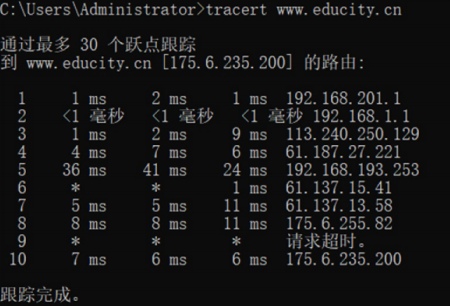 C:\Users\Administrator>tracert www.educity.cn
通过最多 30 个跃点跟踪
到 www.educity.cn [175.6.235.200] 的路由:
1 1 ms 2 ms 1 ms 192.168.201.1
2 <1 毫秒 <1 毫秒 <1 毫秒 192.168.1.1
3 1 ms 2 ms 9 ms 113.240.250.129
4 4 ms 7 ms 6 ms 61.187.27.221
5 36 ms 41 ms 24 ms 192.168.193.253
6 * * 1 ms 61.137.15.41
7 5 ms 5 ms 11 ms 61.137.13.58
8 8 ms 8 ms 11 ms 175.6.255.82
9 * * * 请求超时。
10 7 ms 6 ms 6 ms 175.6.235.200
跟踪完成。